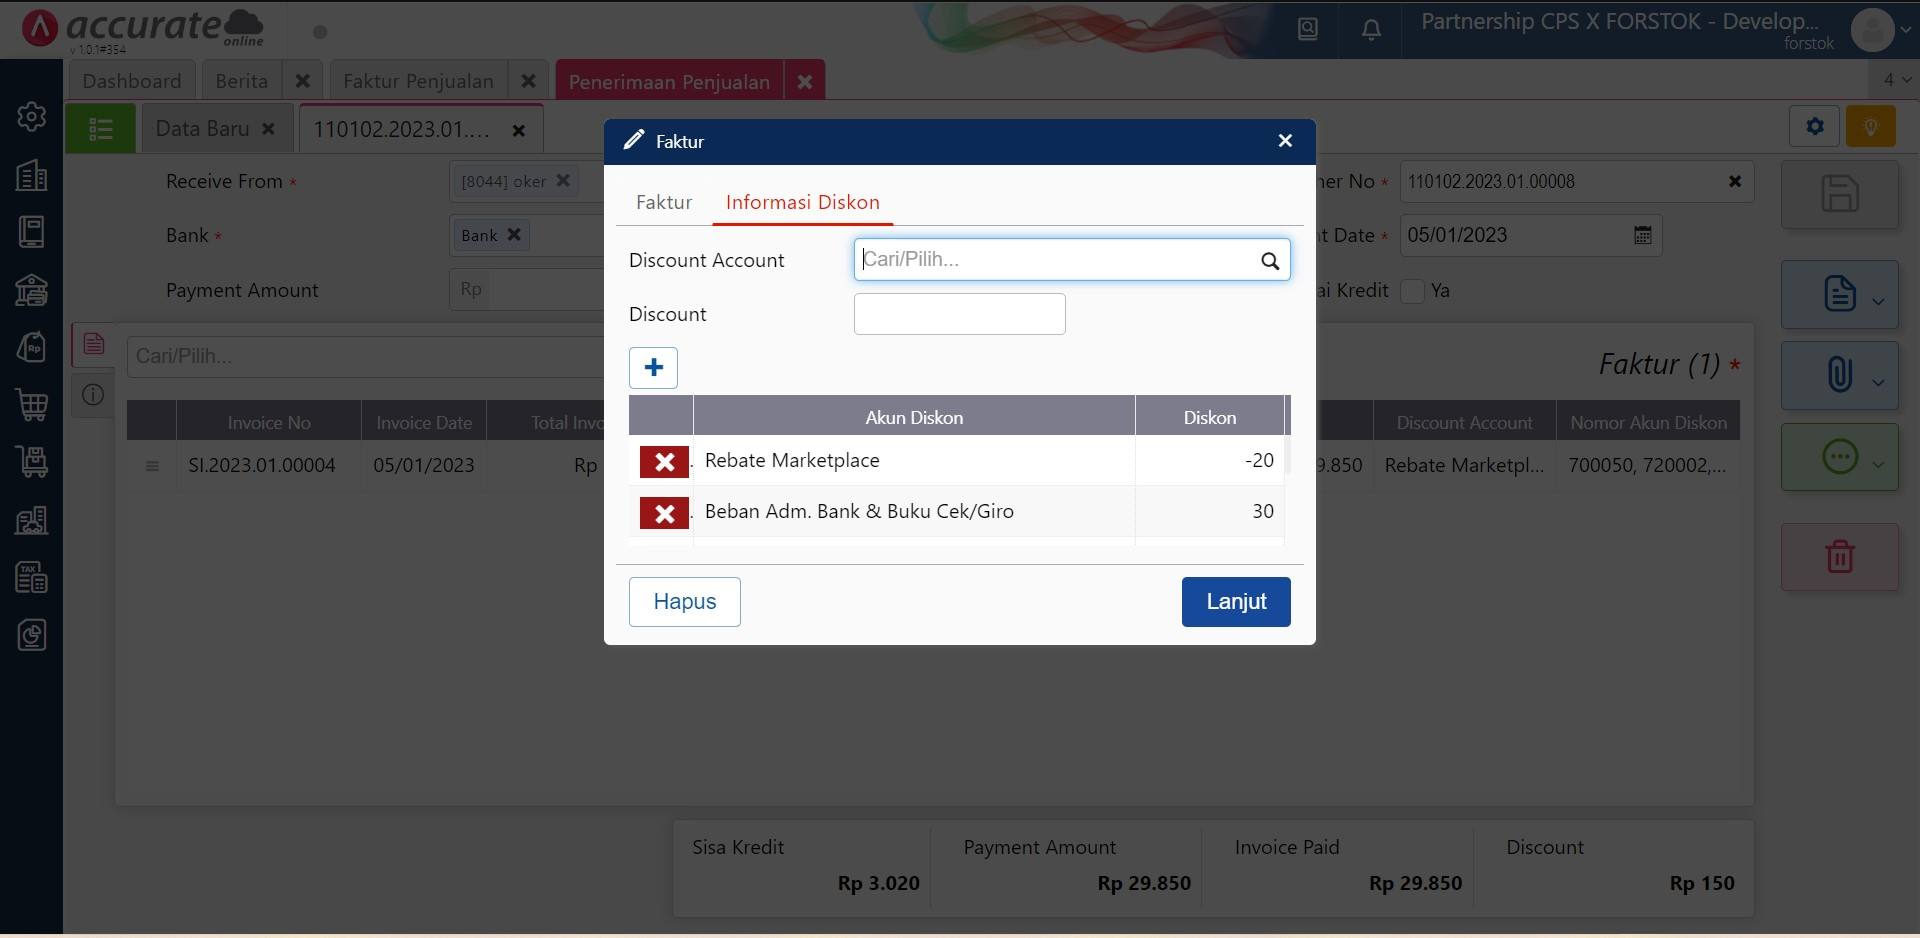 accurate
online
v 1.0.1#354
Partnership CPS X FORSTOK - Develop...
forstok
Dashboard
Berita
Faktur Penjualan
Penerimaan Penjualan
4
Data Baru
110102.2023.01....
Faktur
Faktur
Informasi Diskon
Receive From *
[8044] oker
110102.2023.01.00008
Bank *
Bank
Date *
05/01/2023
Payment Amount
Rp
Kredit
Ya
Discount Account
Cari/Pilih...
Discount
Akun Diskon
Diskon
Rebate Marketplace
-20
Beban Adm. Bank & Buku Cek/Giro
30
Hapus
Lanjut
Cari/Pilih...
Faktur (1) *
Invoice No
Invoice Date
Total Invo
Discount Account
Nomor Akun Diskon
SI.2023.01.00004
05/01/2023
Rp
9.850
Rebate Marketpl...
700050, 720002,...
Sisa Kredit
Payment Amount
Invoice Paid
Discount
Rp 3.020
Rp 29.850
Rp 29.850
Rp 150